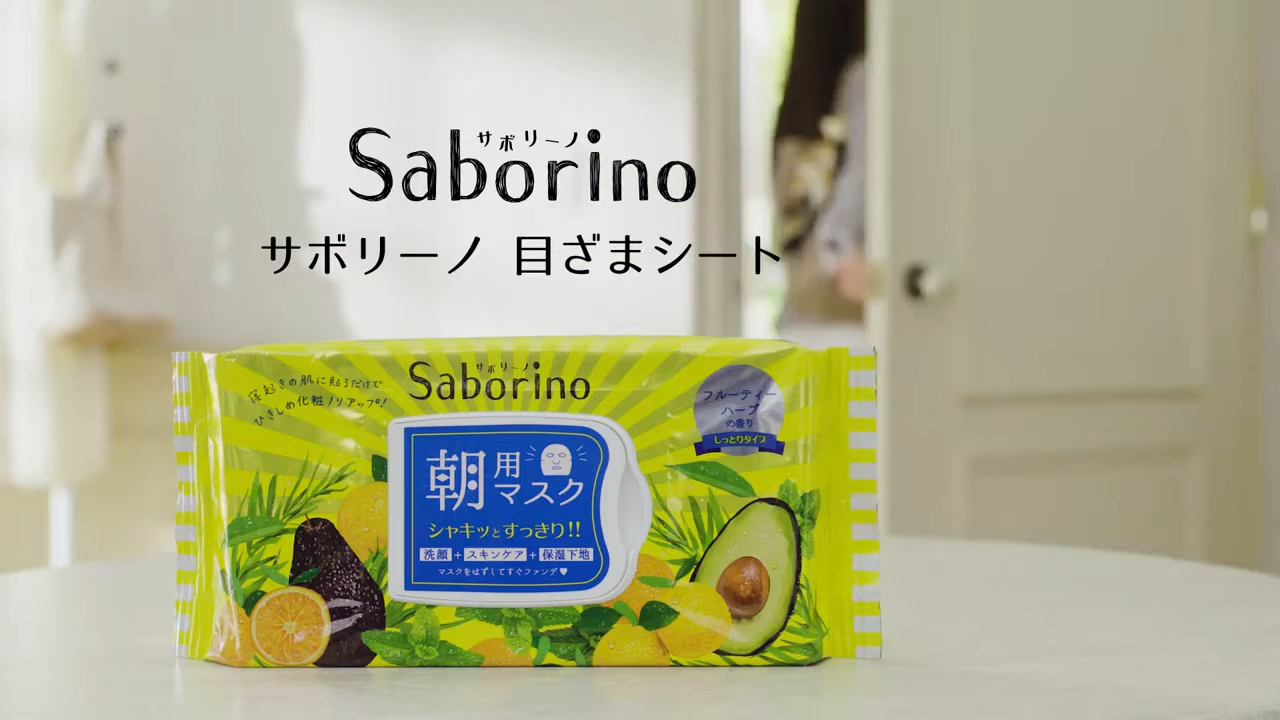 サボリーノ
Saborino
サボリーノ 目ざまシート
サボリーノ
Saborino
寝起きの肌に貼るだけで
ひきしめ化粧ノリアップ!
フルーティー
ハーブ
の香り
しっとりタイプ
朝用マスク
シャキッとすっきり!!
洗顔+スキンケア+保湿下地
マスクをはずしてすぐファンデ♥